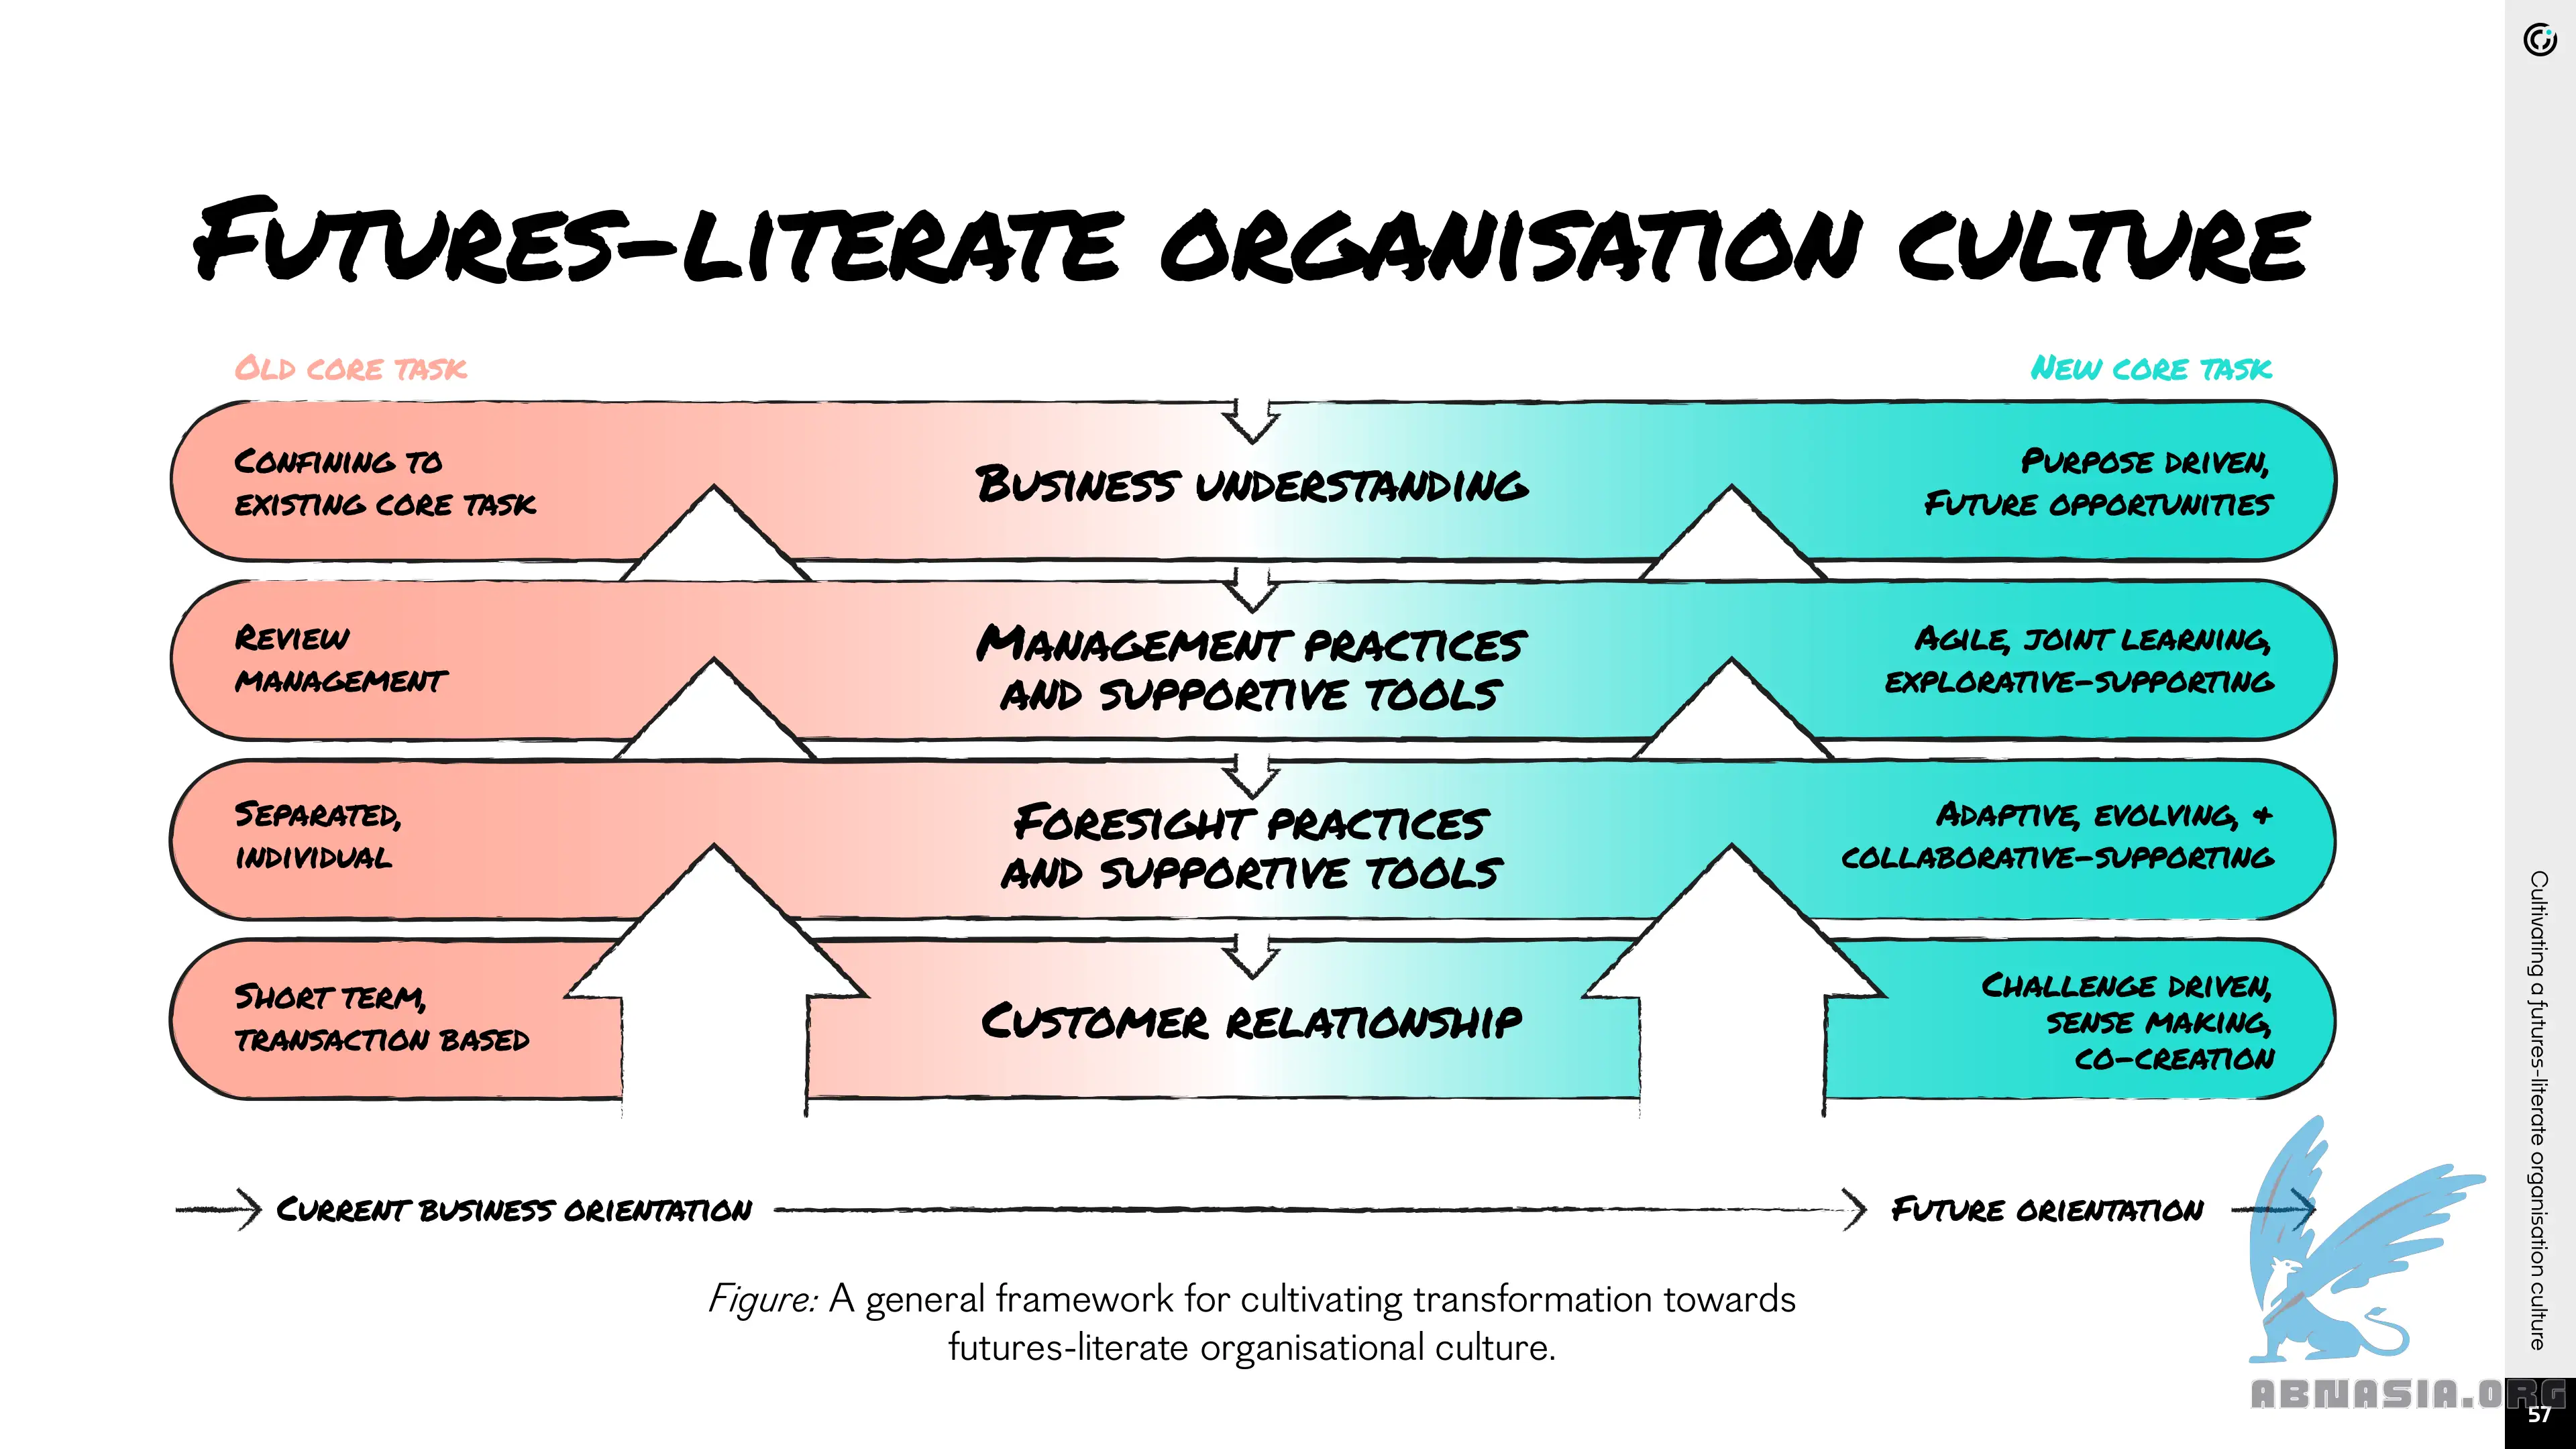 Futures-literate organisation culture
Old core task
New core task
Confining to
existing core task
Business understanding
Purpose driven,
Future opportunities
Review
management
Management practices
and supportive tools
Agile, joint learning,
explorative-supporting
Separated,
individual
Foresight practices
and supportive tools
Adaptive, evolving, &
collaborative-supporting
Short term,
transaction based
Customer relationship
Challenge driven,
sense making,
co-creation
Current business orientation
Future orientation
Figure: A general framework for cultivating transformation towards
futures-literate organisational culture.
Cultivating a futures-literate organisation culture
ABNASIA.ORG
57